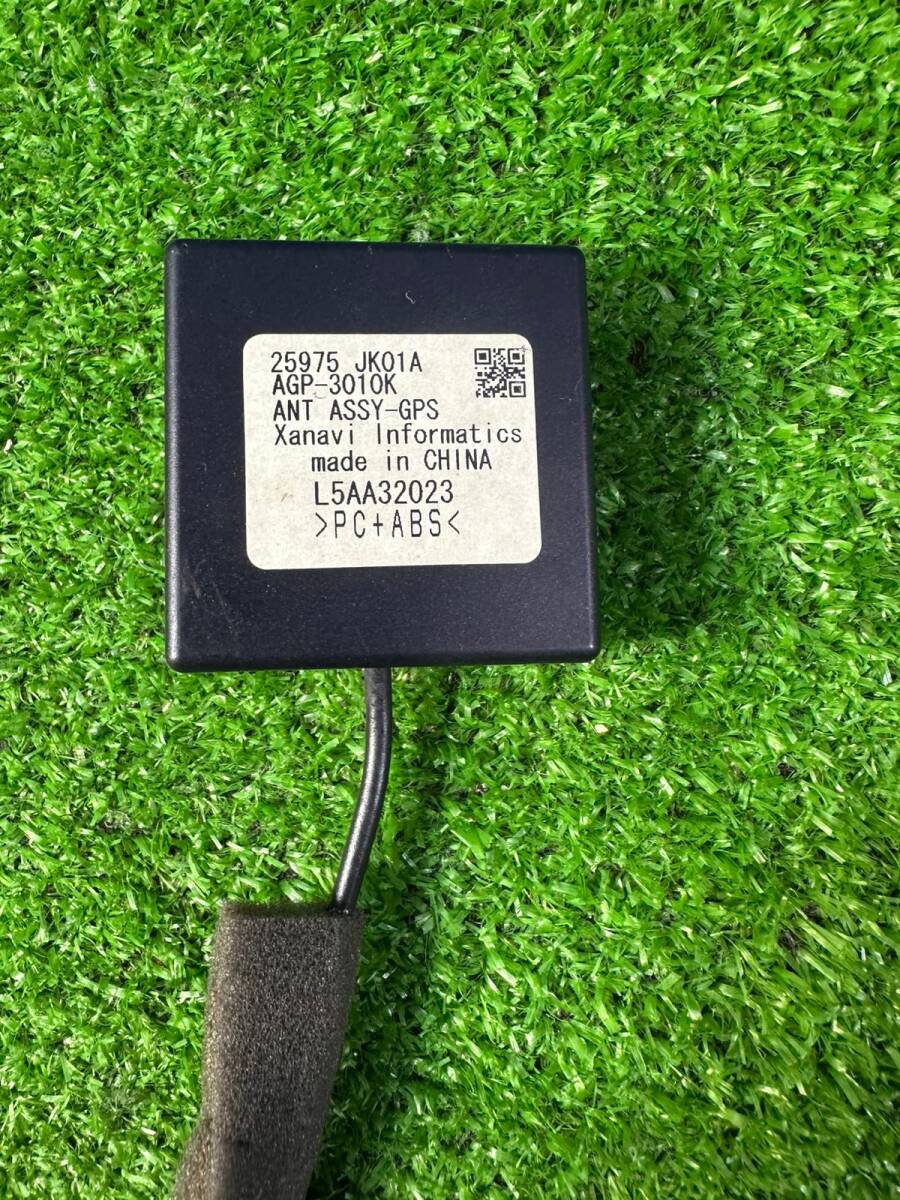 25975 JK01A
AGP-3010K
ANT ASSY-GPS
Xanavi Informatics
made in CHINA
L5AA32023
>PC+ABS<